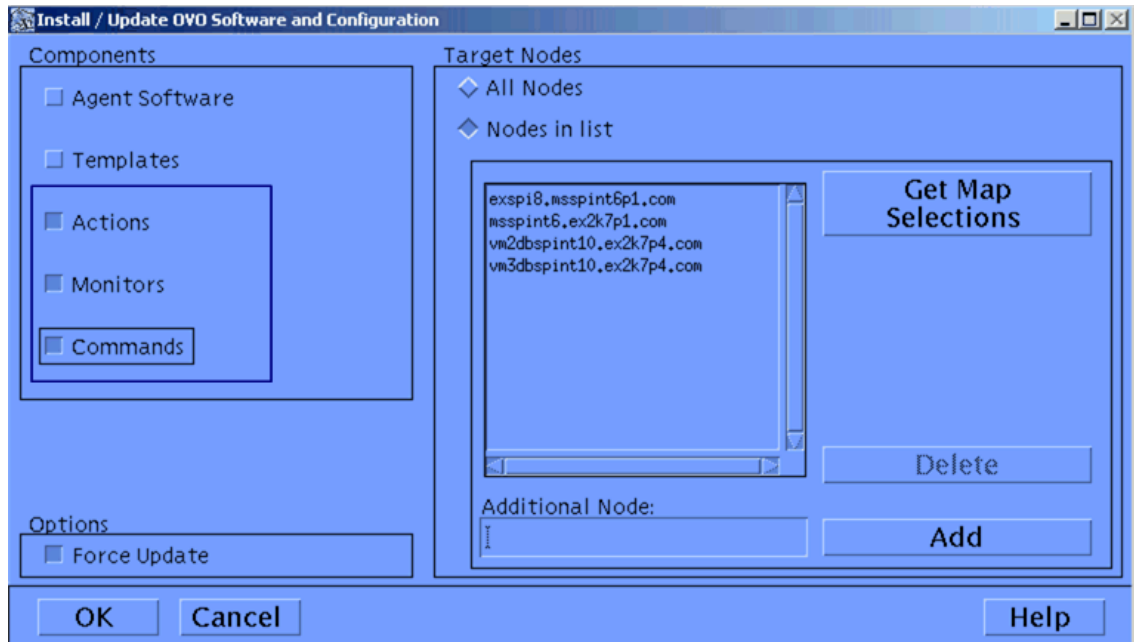 Install / Update OVO Software and Configuration
Components
Agent Software
Templates
Actions
Monitors
Commands
Options
Force Update
Target Nodes
All Nodes
Nodes in list
exspi8.msspint6p1.com
msspint6.ex2k7p1.com
vm2dbspint10.ex2k7p4.com
vm3dbspint10.ex2k7p4.com
Get Map
Selections
Delete
Additional Node:
Add
OK
Cancel
Help